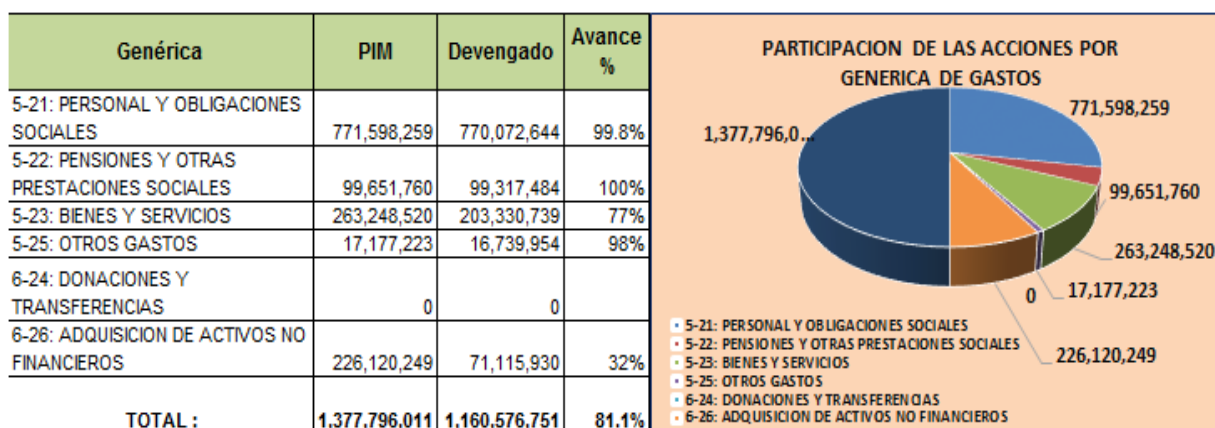 Genérica PIM Devengado Avance %
5-21: PERSONAL Y OBLIGACIONES
SOCIALES 771,598,259 770,072,644 99.8%
5-22: PENSIONES Y OTRAS
PRESTACIONES SOCIALES 99,651,760 99,317,484 100%
5-23: BIENES Y SERVICIOS 263,248,520 203,330,739 77%
5-25: OTROS GASTOS 17,177,223 16,739,954 98%
6-24: DONACIONES Y
TRANSFERENCIAS 0 0
6-26: ADQUISICION DE ACTIVOS NO
FINANCIEROS 226,120,249 71,115,930 32%
TOTAL : 1,377,796,011 1,160,576,751 81.1%
PARTICIPACION DE LAS ACCIONES POR
GENERICA DE GASTOS
771,598,259
1,377,796,0...
99,651,760
263,248,520
17,177,223
0
226,120,249
5-21: PERSONAL Y OBLIGACIONES SOCIALES
5-22: PENSIONES Y OTRAS PRESTACIONES SOCIALES
5-23: BIENES Y SERVICIOS
5-25: OTROS GASTOS
6-24: DONACIONES Y TRANSFERENCIAS
6-26: ADQUISICION DE ACTIVOS NO FINANCIEROS